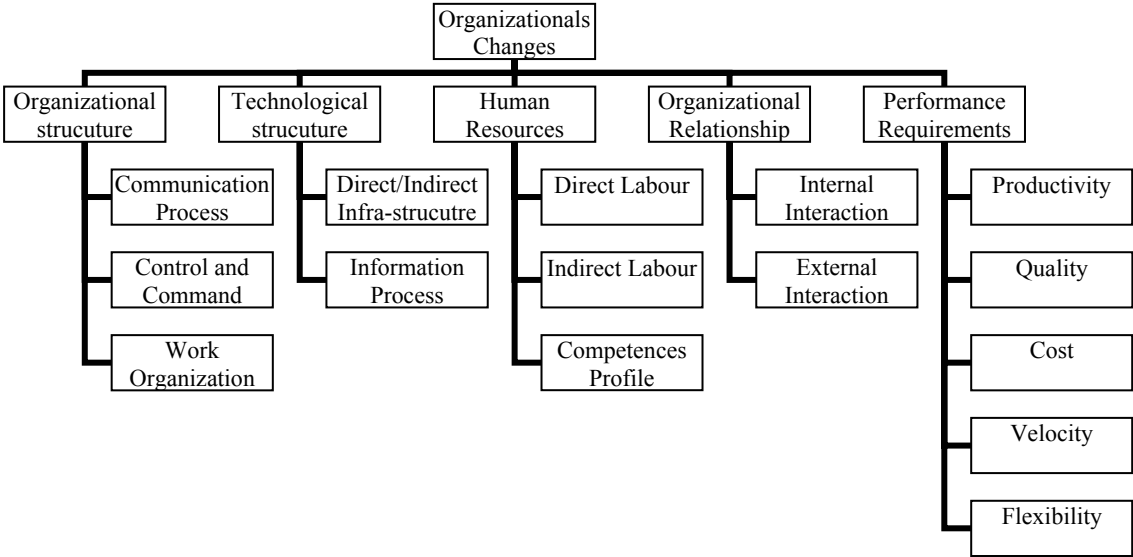 Organizationals
Changes
Organizational
strucuture
Technological
strucuture
Human
Resources
Organizational
Relationship
Performance
Requirements
Communication
Process
Control and
Command
Work
Organization
Direct/Indirect
Infra-strucutre
Information
Process
Direct Labour
Indirect Labour
Competences
Profile
Internal
Interaction
External
Interaction
Productivity
Quality
Cost
Velocity
Flexibility